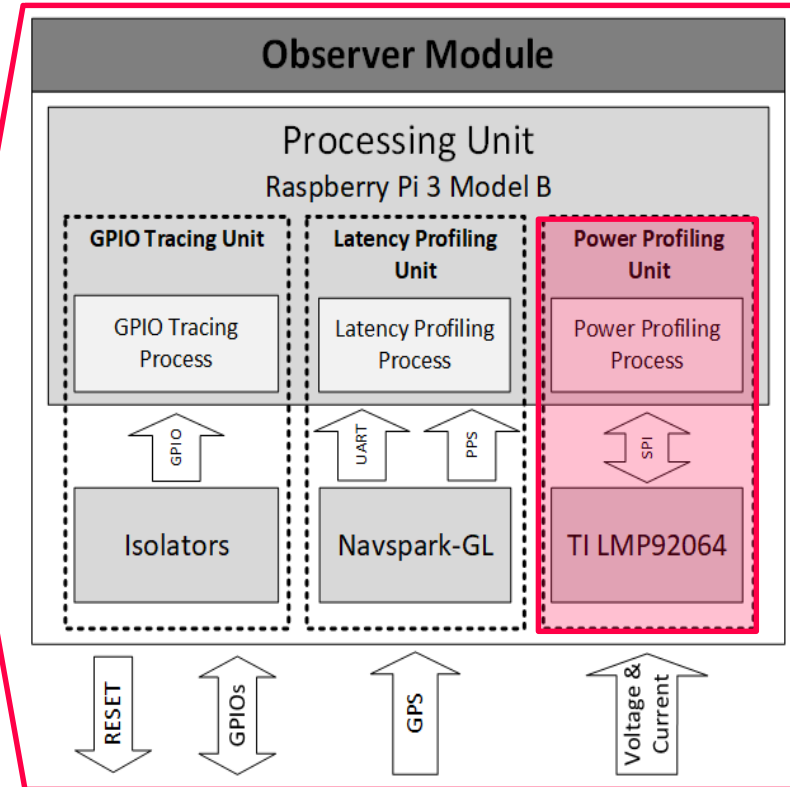 Observer Module
Processing Unit
Raspberry Pi 3 Model B
GPIO Tracing Unit
GPIO Tracing
Process
GPIO
Isolators
Latency Profiling
Unit
Latency Profiling
Process
UART
PPS
Navspark-GL
Power Profiling
Unit
Power Profiling
Process
SPI
TI LMP92064
RESET
GPIOs
GPS
Voltage &
Current